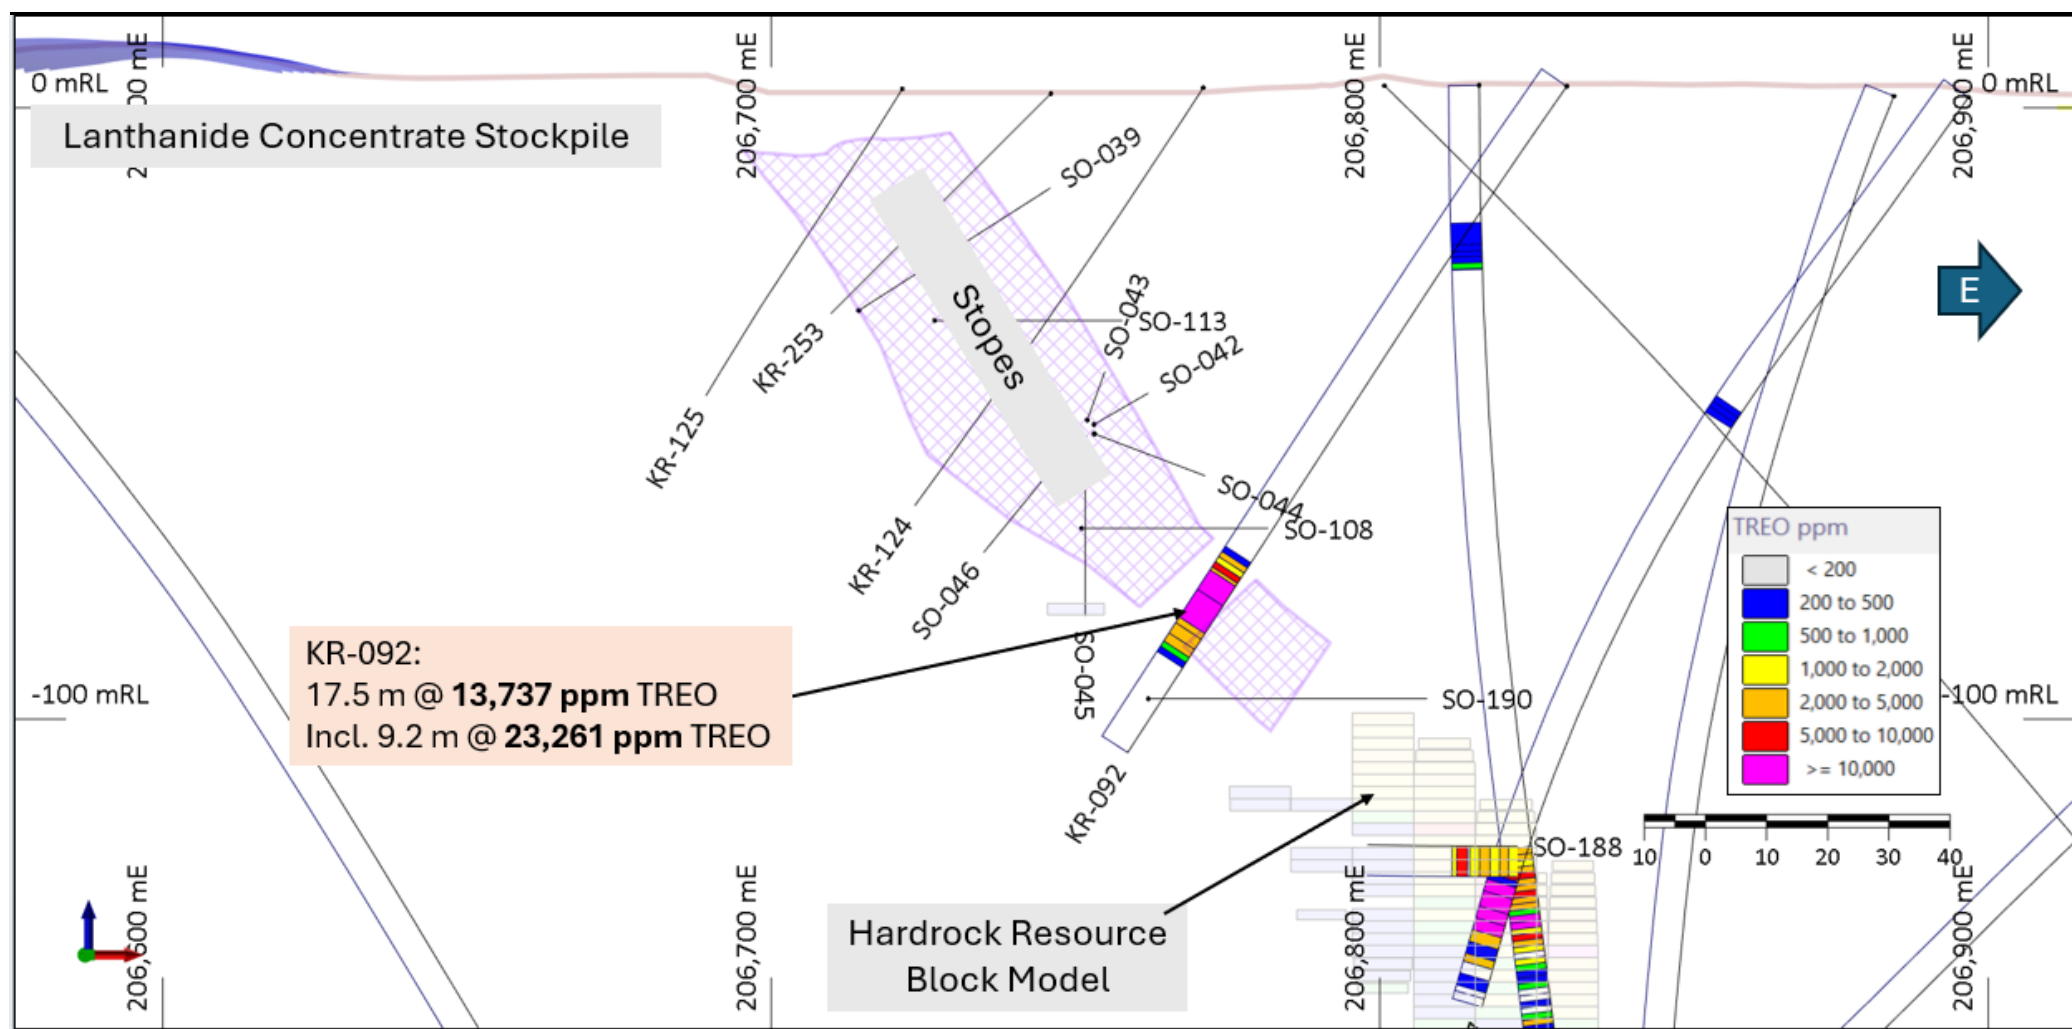 0 mRL
206,600 mE
206,700 mE
206,800 mE
206,900 mE
0 mRL
Lanthanide Concentrate Stockpile
SO-039
E
Stopes
SO-043
SO-113
SO-042
KR-253
KR-125
SO-044
SO-108
KR-124
SO-046
TREO ppm
< 200
200 to 500
500 to 1,000
1,000 to 2,000
2,000 to 5,000
5,000 to 10,000
>= 10,000
KR-092:
17.5 m @ 13,737 ppm TREO
Incl. 9.2 m @ 23,261 ppm TREO
SO-045
-100 mRL
SO-190
-100 mRL
KR-092
SO-188
10 0 10 20 30 40
Hardrock Resource
Block Model
206,600 mE
206,700 mE
206,800 mE
206,900 mE